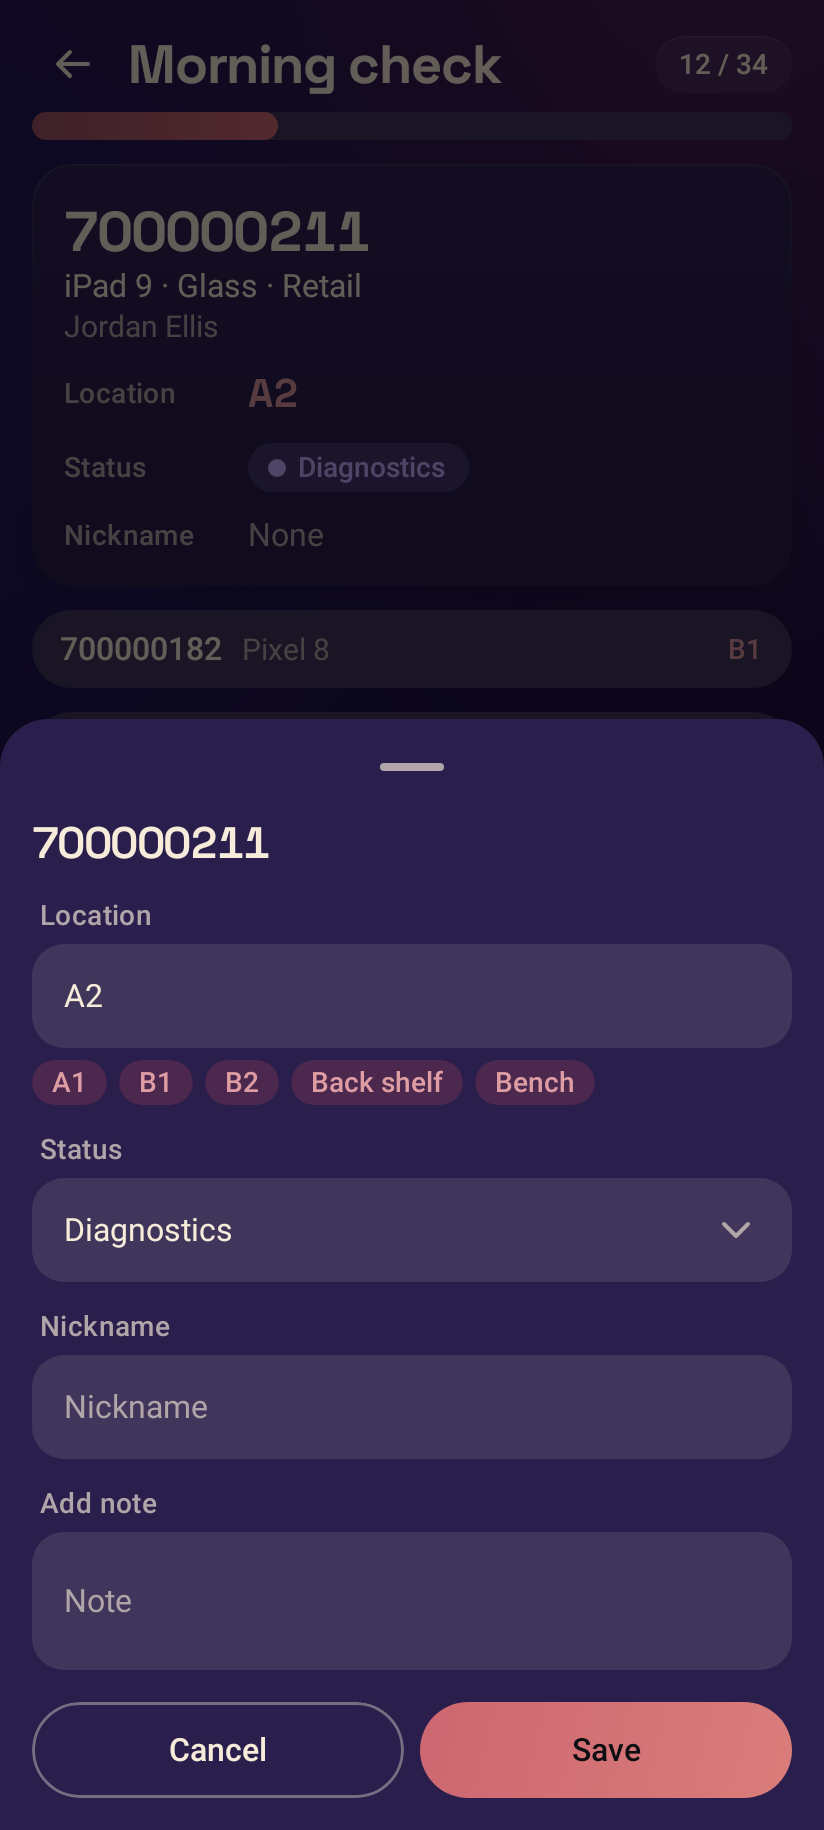 Morning check
12 / 34
700000211
iPad 9 · Glass · Retail
Jordan Ellis
Location A2
Status Diagnostics
Nickname None
700000182 Pixel 8 B1
700000211
Location
A2
A1 B1 B2 Back shelf Bench
Status
Diagnostics
Nickname
Nickname
Add note
Note
Cancel Save